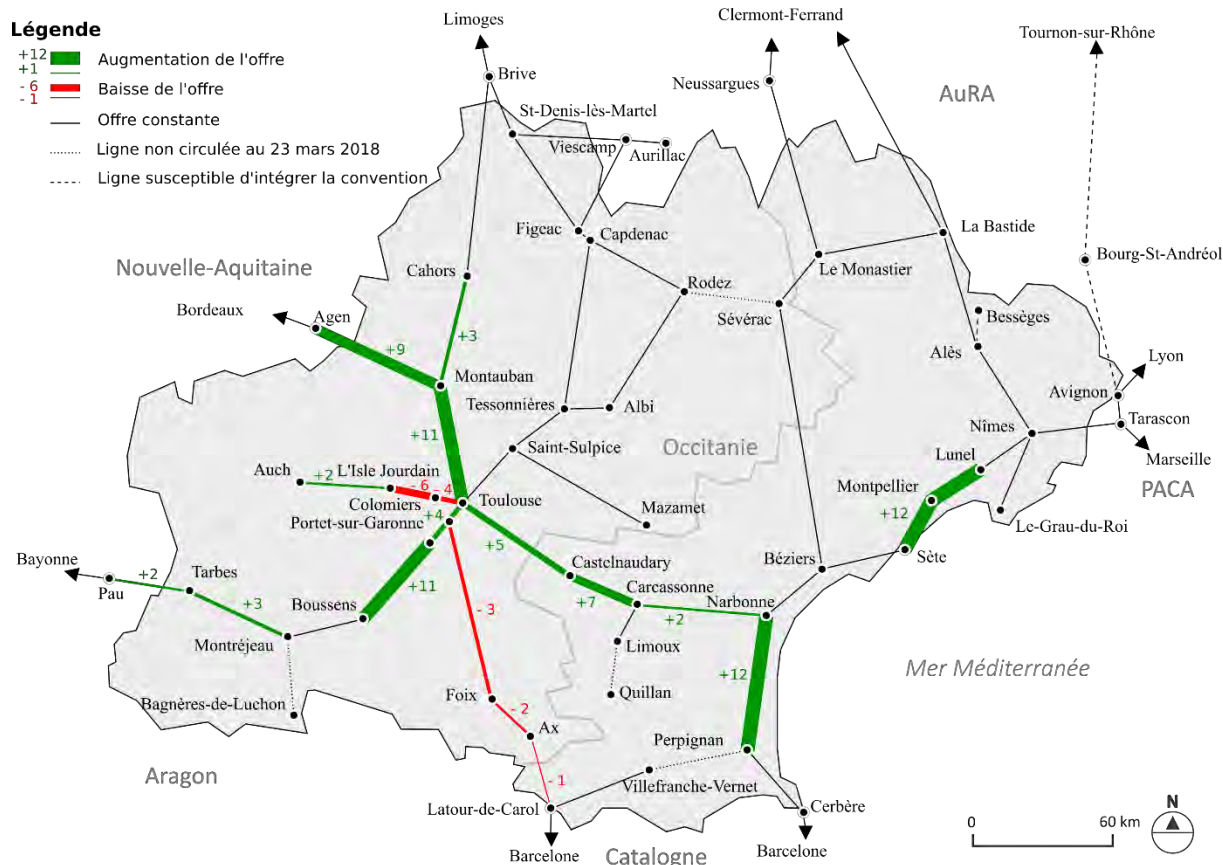 Légende
+12
+1
Augmentation de l'offre
- 6
- 1
Baisse de l'offre
Offre constante
Ligne non circulée au 23 mars 2018
Ligne susceptible d'intégrer la convention
Limoges
Clermont-Ferrand
Tournon-sur-Rhône
Brive
Neussargues
AuRA
St-Denis-lès-Martel
Viescamp
Aurillac
Figeac
Capdenac
La Bastide
Nouvelle-Aquitaine
Cahors
Le Monastier
Bourg-St-Andréol
Rodez
Bordeaux
Agen
Sévérac
Bessèges
+3
+9
Alès
Lyon
Montauban
Avignon
Tessonnières
Albi
Tarascon
+11
Saint-Sulpice
Occitanie
Nîmes
Marseille
Auch
+2
L'Isle Jourdain
- 6
- 4
Lunel
PACA
Colomiers
Toulouse
Montpellier
Mazamet
+12
Le-Grau-du-Roi
Portet-sur-Garonne
+4
+5
Sète
Bayonne
Béziers
+2
Tarbes
Castelnaudary
Pau
+11
Carcassonne
+7
Boussens
+3
- 3
+2
Narbonne
Montréjeau
Limoux
Mer Méditerranée
+12
Quillan
Bagnères-de-Luchon
Foix
- 2
Ax
Perpignan
Aragon
- 1
Villefranche-Vernet
Latour-de-Carol
Cerbère
N
0
60 km
Barcelone
Catalogne
Barcelone